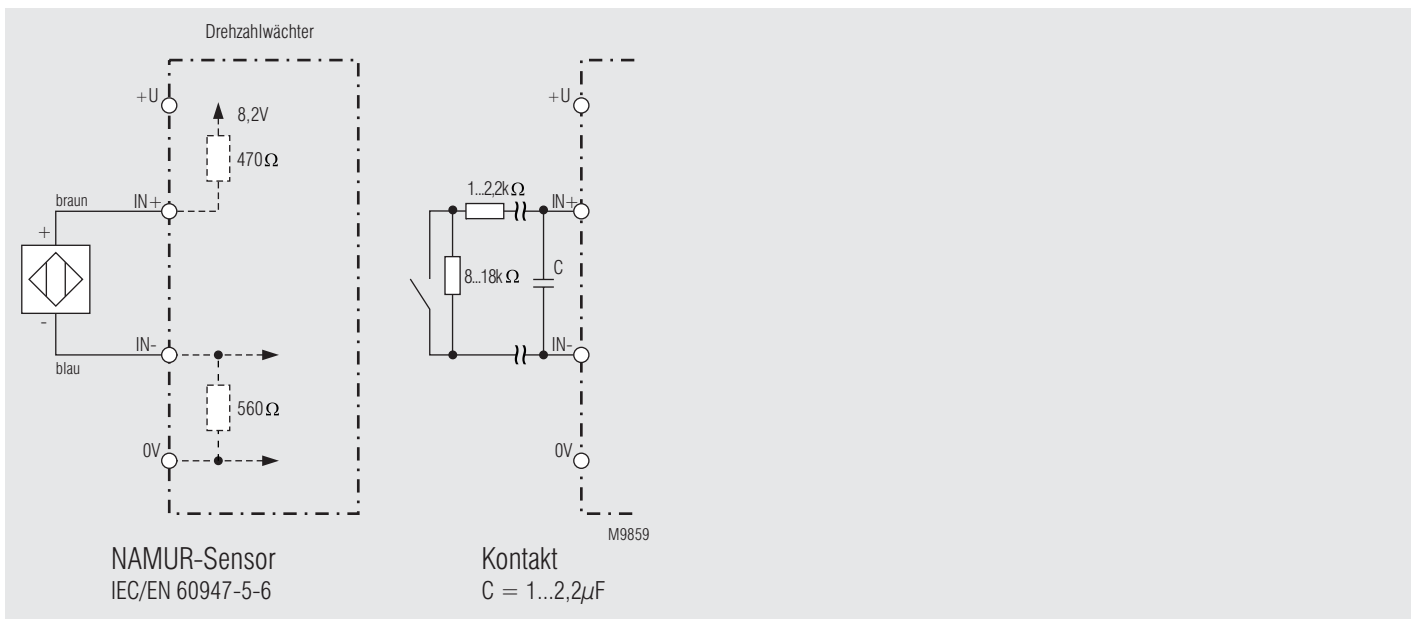 Drehzahlwächter
+U
8,2V
470Ω
braun
IN+
+
-
IN-
blau
560Ω
0V
NAMUR-Sensor
IEC/EN 60947-5-6
+U
1...2,2kΩ
IN+
8...18kΩ
C
IN-
0V
M9859
Kontakt
C = 1...2,2µF